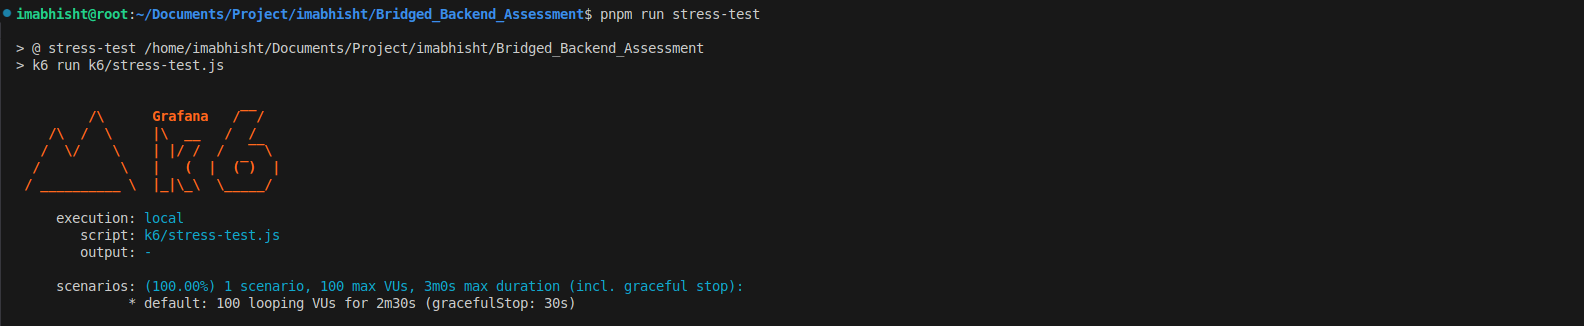 imabhisht@root:~/Documents/Project/imabhisht/Bridged_Backend_Assessment$ pnpm run stress-test
> @ stress-test /home/imabhisht/Documents/Project/imabhisht/Bridged_Backend_Assessment
> k6 run k6/stress-test.js
Grafana
k6
execution: local
script: k6/stress-test.js
output: -
scenarios: (100.00%) 1 scenario, 100 max VUs, 3m0s max duration (incl. graceful stop):
* default: 100 looping VUs for 2m30s (gracefulStop: 30s)